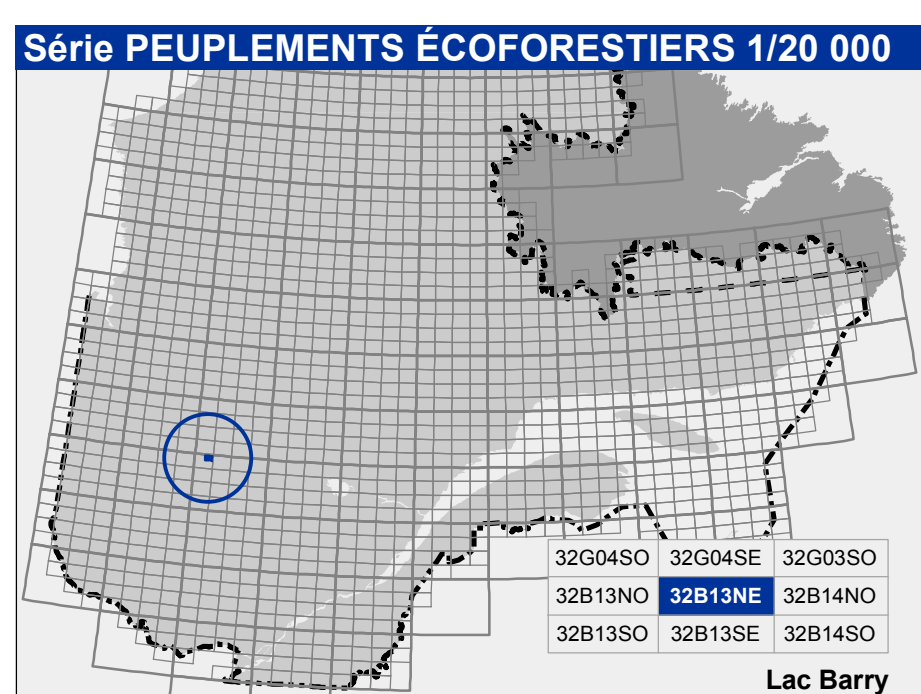 Série PEUPLEMENTS ÉCOFORESTIERS 1/20 000
32G04SO 32G04SE 32G03SO
32B13NO 32B13NE 32B14NO
32B13SO 32B13SE 32B14SO
Lac Barry